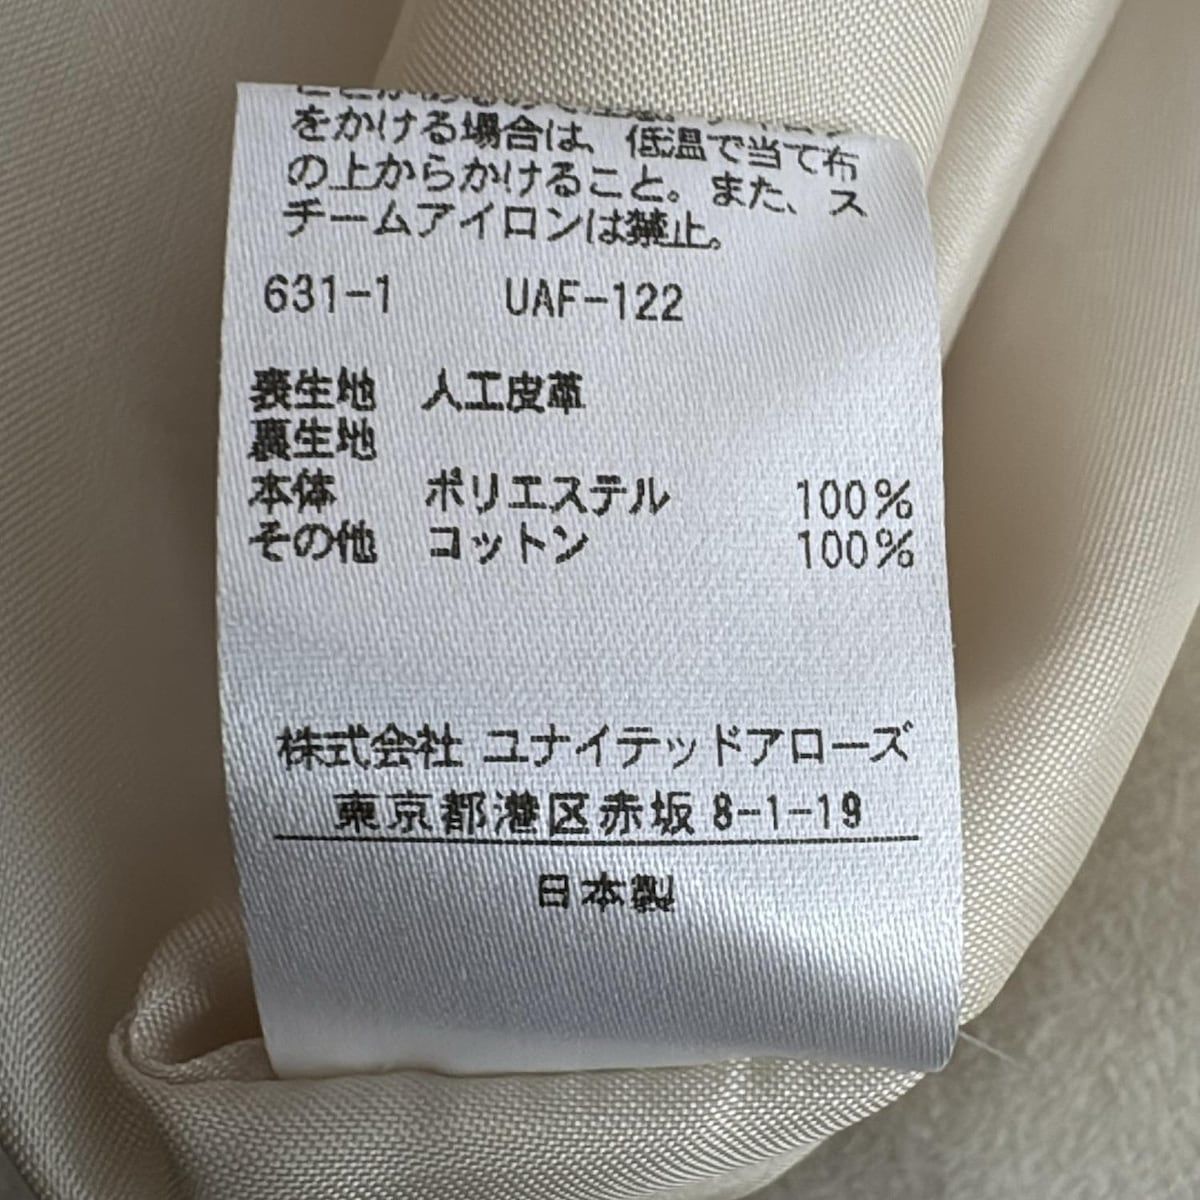 をかける場合は、低温で当て布
の上からかけること。また、ス
チームアイロンは禁止。
631-1 UAF-122
表生地 人工皮革
裏生地
本体 ポリエステル 100%
その他 コットン 100%
株式会社 ユナイテッドアローズ
東京都港区赤坂 8-1-19
日本製